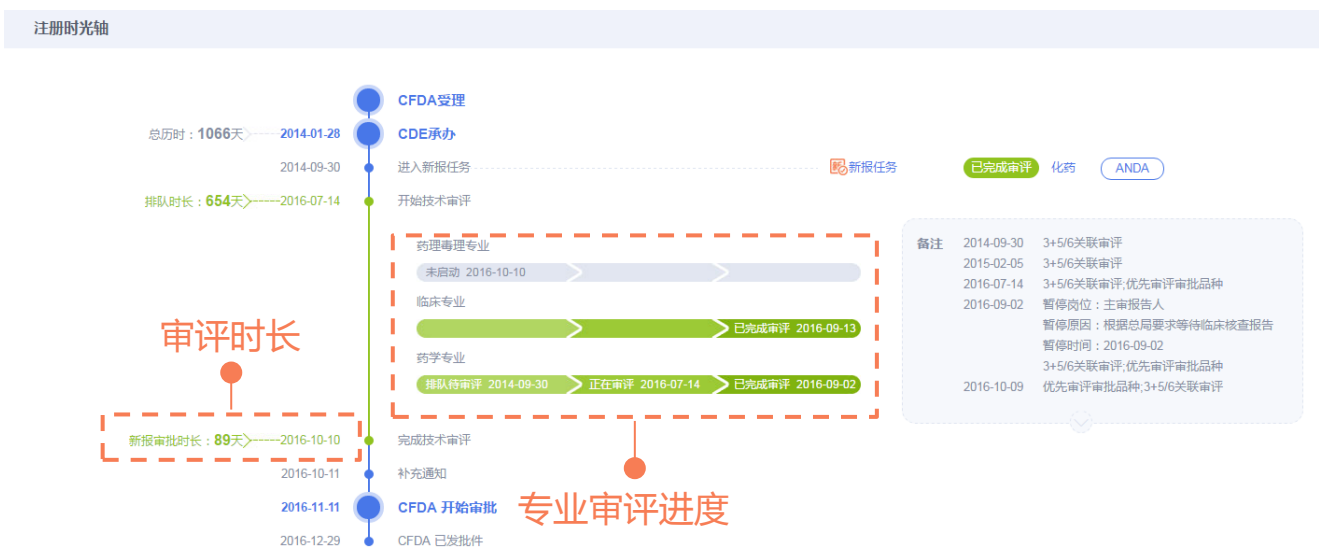 注册时光轴
CFDA受理
总历时：1066天 2014-01-28 CDE承办
2014-09-30 进入新报任务 新报任务 已完成审评 化药 ANDA
排队时长：654天 2016-07-14 开始技术审评
药理毒理专业
未启动 2016-10-10
临床专业
已完成审评 2016-09-13
药学专业
排队待审评 2014-09-30 正在审评 2016-07-14 已完成审评 2016-09-02
备注 2014-09-30 3+5/6关联审评
2015-02-05 3+5/6关联审评
2016-07-14 3+5/6关联审评;优先审评审批品种
2016-09-02 暂停岗位：主审报告人
暂停原因：根据总局要求等待临床核查报告
暂停时间：2016-09-02
3+5/6关联审评;优先审评审批品种
2016-10-09 优先审评审批品种;3+5/6关联审评
审评时长
新报审批时长：89天 2016-10-10 完成技术审评
2016-10-11 补充通知
2016-11-11 CFDA 开始审批
专业审评进度
2016-12-29 CFDA 已发批件